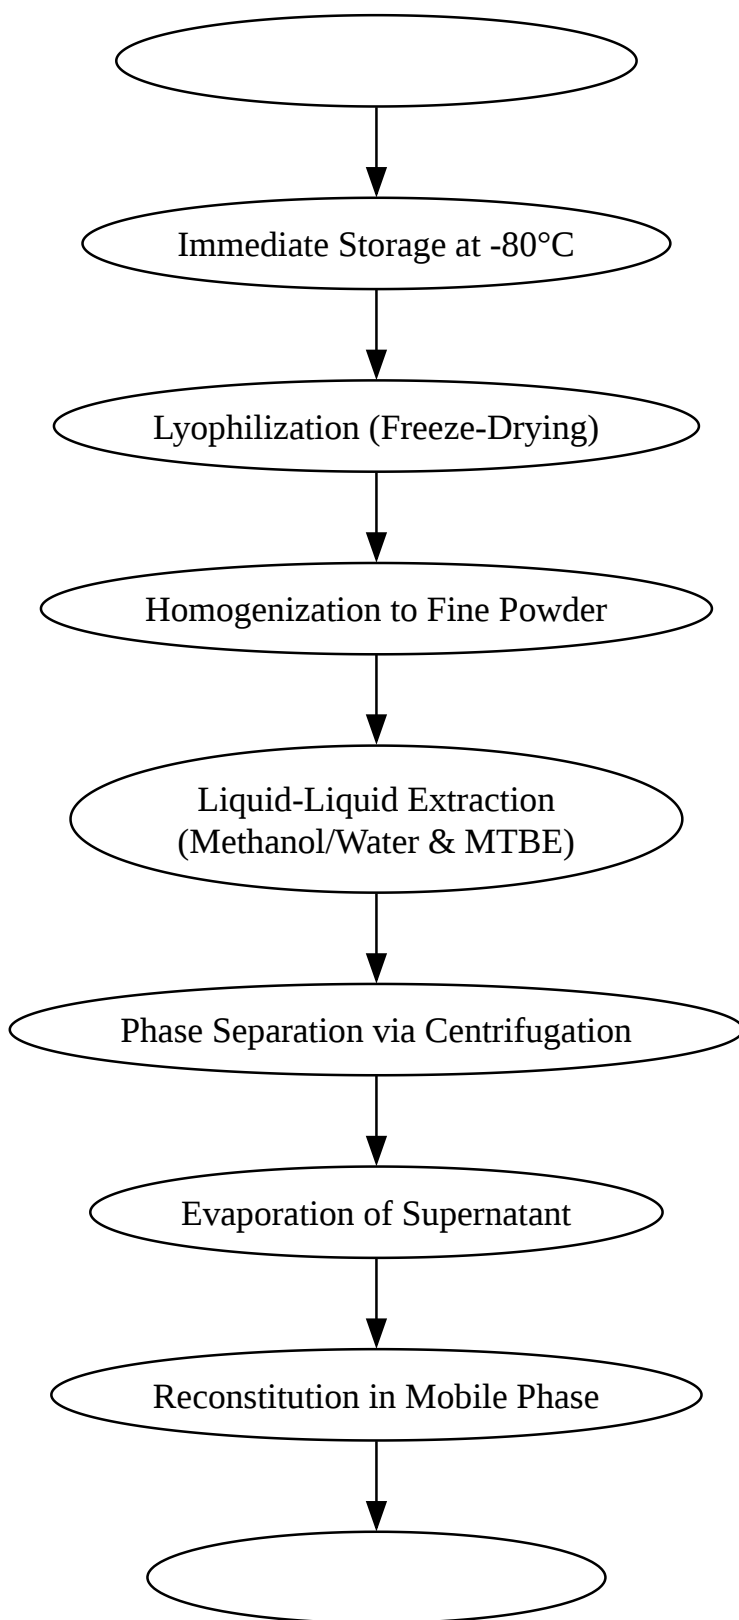 Immediate Storage at -80°C
Lyophilization (Freeze-Drying)
Homogenization to Fine Powder
Liquid-Liquid Extraction
(Methanol/Water & MTBE)
Phase Separation via Centrifugation
Evaporation of Supernatant
Reconstitution in Mobile Phase